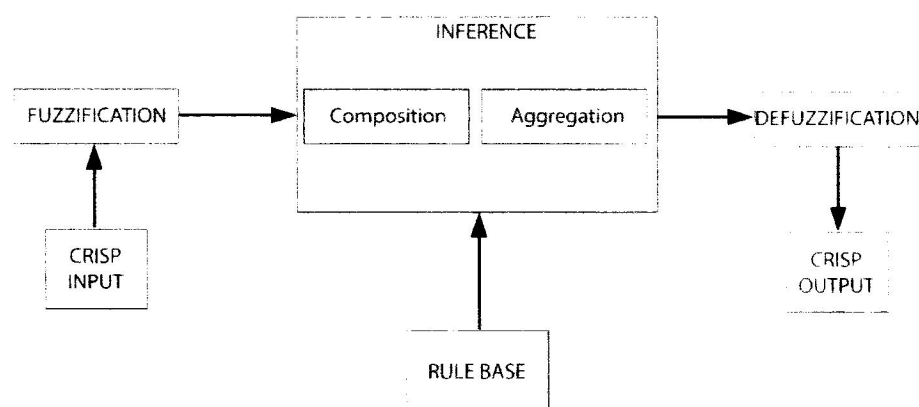 INFERENCE
FUZZIFICATION
Composition
Aggregation
DEFUZZIFICATION
CRISP
INPUT
CRISP
OUTPUT
RULE BASE